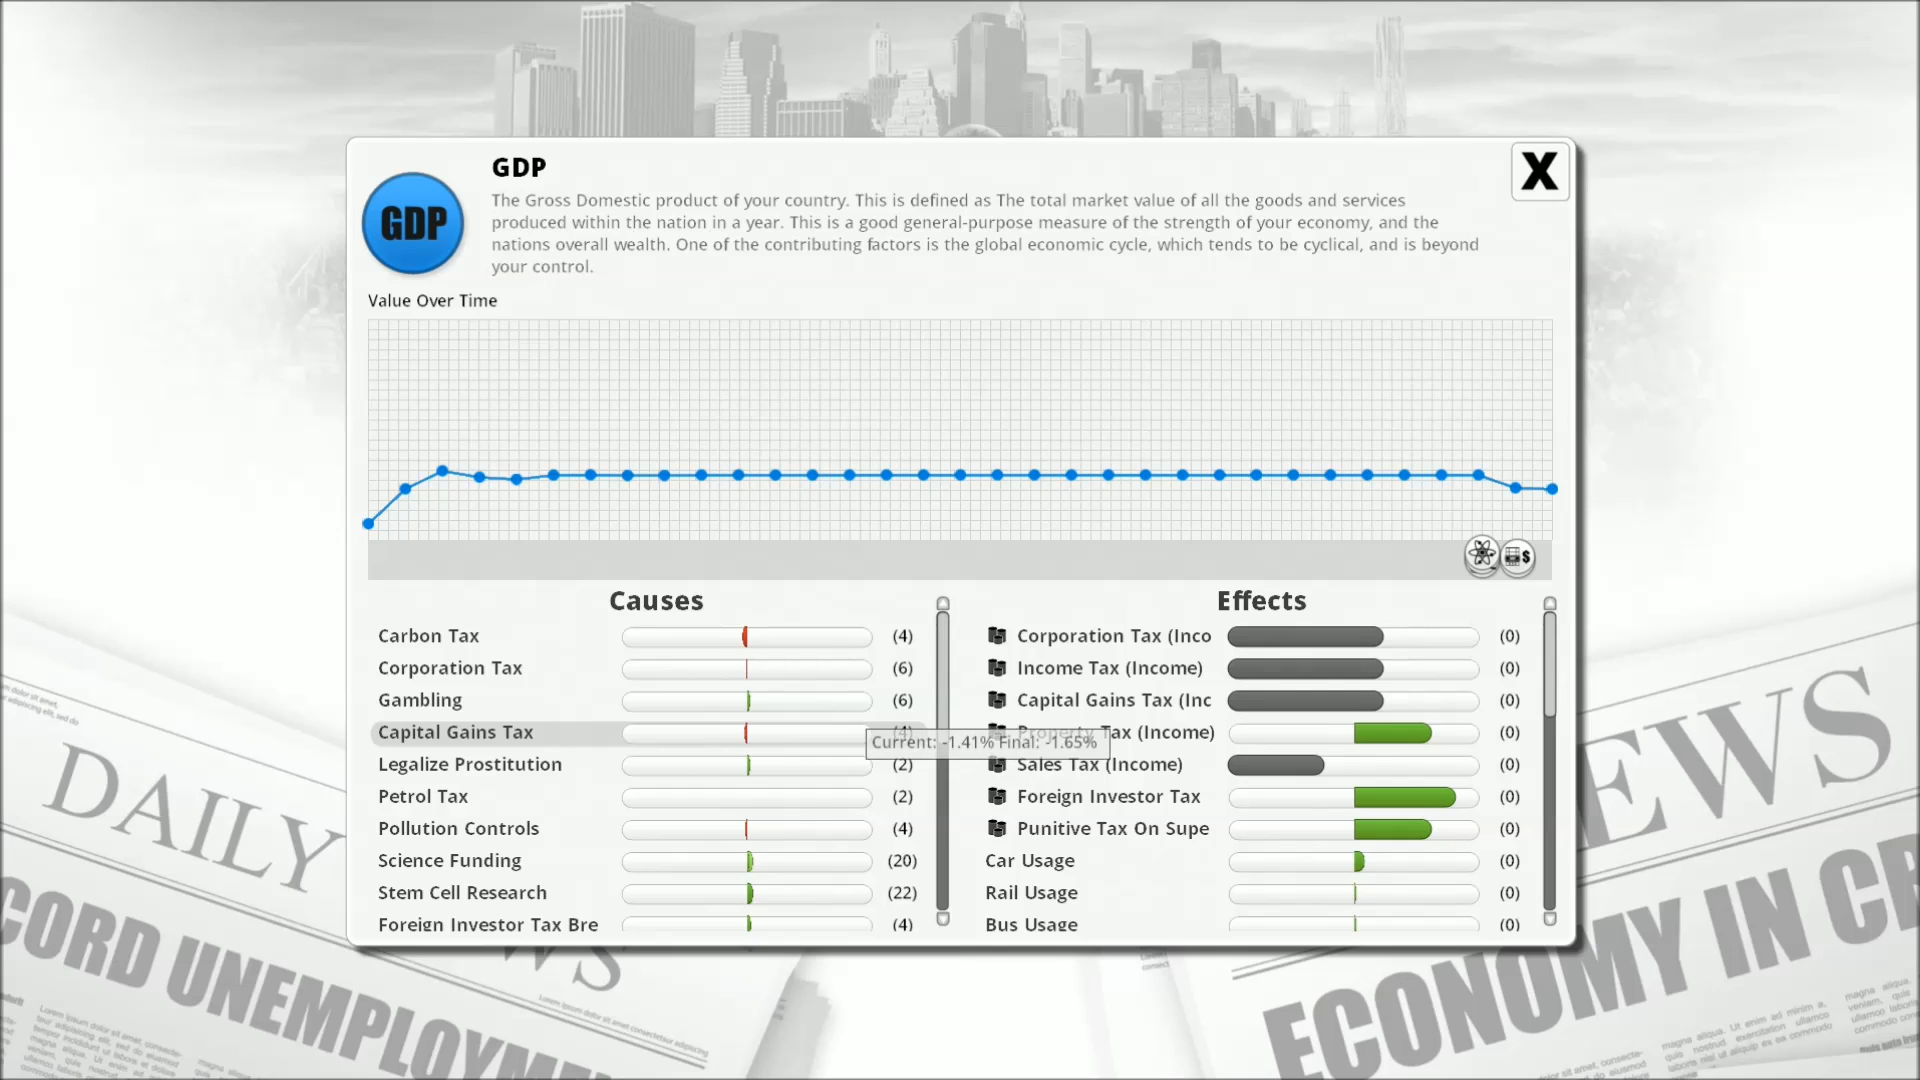 GDP
GDP
The Gross Domestic product of your country. This is defined as The total market value of all the goods and services
produced within the nation in a year. This is a good general-purpose measure of the strength of your economy, and the
nations overall wealth. One of the contributing factors is the global economic cycle, which tends to be cyclical, and is beyond
your control.
X
Value Over Time
$
Causes
Carbon Tax (4)
Corporation Tax (6)
Gambling (6)
Capital Gains Tax (4)
Legalize Prostitution (2)
Petrol Tax (2)
Pollution Controls (4)
Science Funding (20)
Stem Cell Research (22)
Foreign Investor Tax Bre (4)
Current: -1.41% Final: -1.65%
Effects
Corporation Tax (Inco (0)
Income Tax (Income) (0)
Capital Gains Tax (Inc (0)
Property Tax (Income) (0)
Sales Tax (Income) (0)
Foreign Investor Tax (0)
Punitive Tax On Supe (0)
Car Usage (0)
Rail Usage (0)
Bus Usage (0)
DAILY
WS
CORD UNEMPLOYME
EWS
ECONOMY IN CR